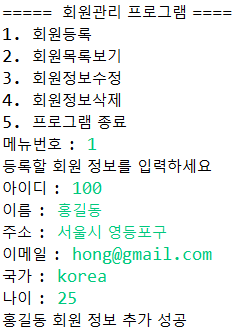 ===== 회원관리 프로그램 ====
1. 회원등록
2. 회원목록보기
3. 회원정보수정
4. 회원정보삭제
5. 프로그램 종료
메뉴번호 : 1
등록할 회원 정보를 입력하세요
아이디 : 100
이름 : 홍길동
주소 : 서울시 영등포구
이메일 : hong@gmail.com
국가 : korea
나이 : 25
홍길동 회원 정보 추가 성공